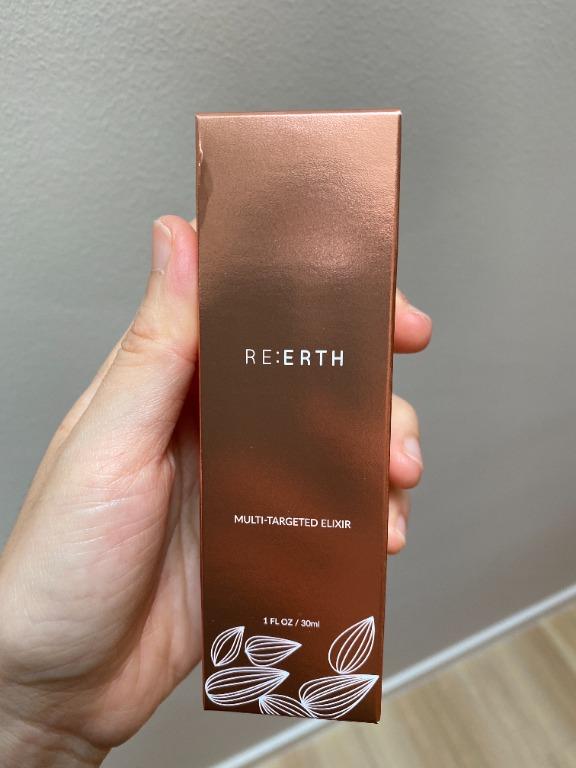 RE:ERTH
MULTI-TARGETED ELIXIR
1 FL OZ / 30ml